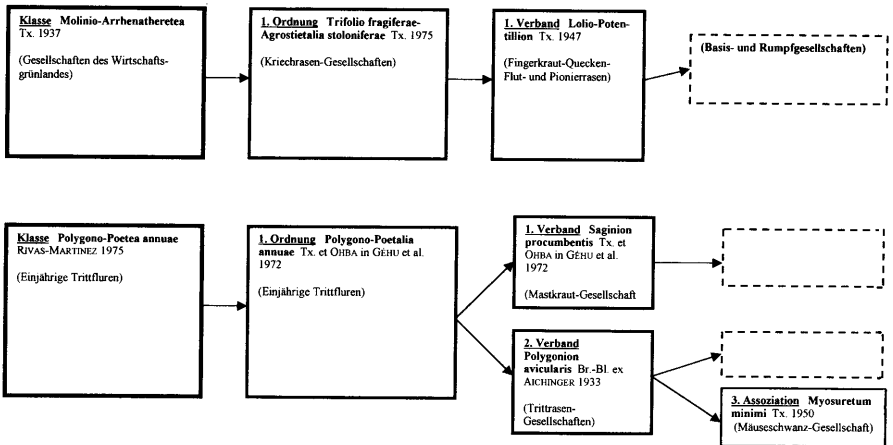 Klasse Molinio-Arrhenatheretea
Tx. 1937
(Gesellschaften des Wirtschafts-
grünlandes)
1. Ordnung Trifolio fragiferae-
Agrostietalia stoloniferae Tx. 1975
(Kriechrasen-Gesellschaften)
1. Verband Lolio-Poten-
tillion Tx. 1947
(Fingerkraut-Quecken-
Flut- und Pionierrasen)
(Basis- und Rumpfgesellschaften)
Klasse Polygono-Poetea annuae
RIVAS-MARTINEZ 1975
(Einjährige Trittfluren)
1. Ordnung Polygono-Poetalia
annuae Tx. et OHBA in GÉHU et al.
1972
(Einjährige Trittfluren)
1. Verband Saginion
procumbentis Tx. et
OHBA in GÉHU et al.
1972
(Mastkraut-Gesellschaft
2. Verband
Polygonion
avicularis Br.-Bl. ex
AICHINGER 1933
(Trittrasen-
Gesellschaften)
3. Assoziation Myosuretum
minimi Tx. 1950
(Mäuseschwanz-Gesellschaft)